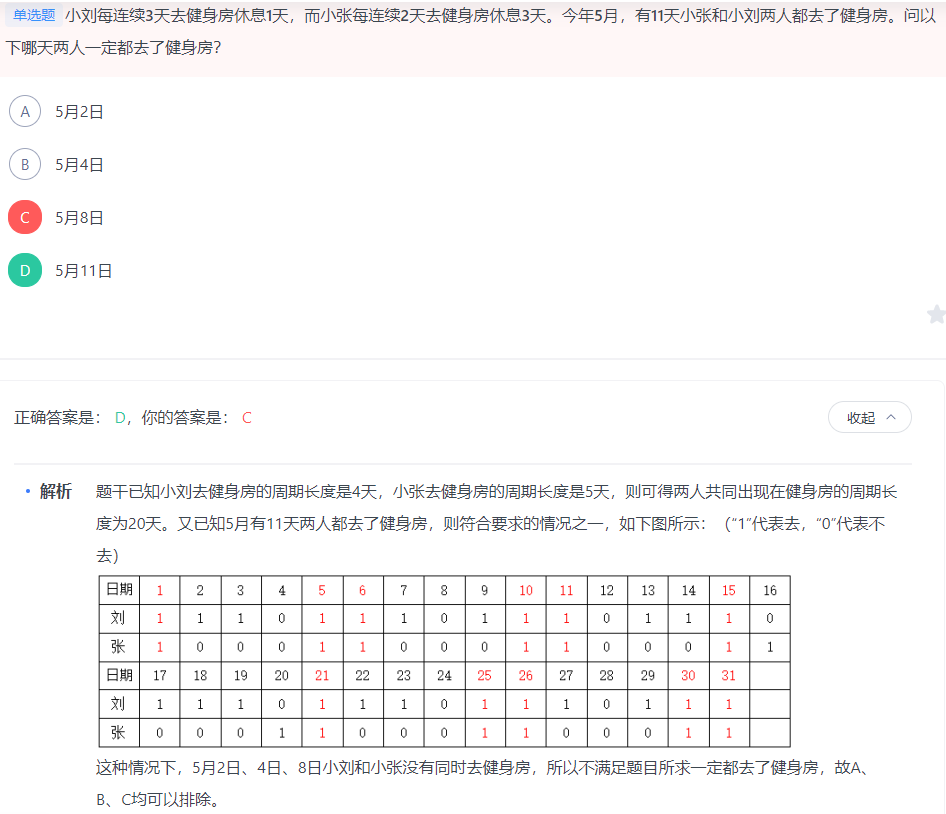 单选题 小刘每连续3天去健身房休息1天，而小张每连续2天去健身房休息3天。今年5月，有11天小张和小刘两人都去了健身房。问以
下哪天两人一定都去了健身房？
A 5月2日
B 5月4日
C 5月8日
D 5月11日
正确答案是： D，你的答案是： C
收起
解析 题干已知小刘去健身房的周期长度是4天，小张去健身房的周期长度是5天，则可得两人共同出现在健身房的周期长
度为20天。又已知5月有11天两人都去了健身房，则符合要求的情况之一，如下图所示：（“1”代表去，“0”代表不
去）
日期 1 2 3 4 5 6 7 8 9 10 11 12 13 14 15 16
刘 1 1 1 0 1 1 1 0 1 1 1 0 1 1 1 0
张 1 0 0 0 1 1 0 0 0 1 1 0 0 0 1 1
日期 17 18 19 20 21 22 23 24 25 26 27 28 29 30 31
刘 1 1 1 0 1 1 1 0 1 1 1 0 1 1 1
张 0 0 0 1 1 0 0 0 1 1 0 0 0 1 1
这种情况下，5月2日、4日、8日小刘和小张没有同时去健身房，所以不满足题目所求一定都去了健身房，故A、
B、C均可以排除。